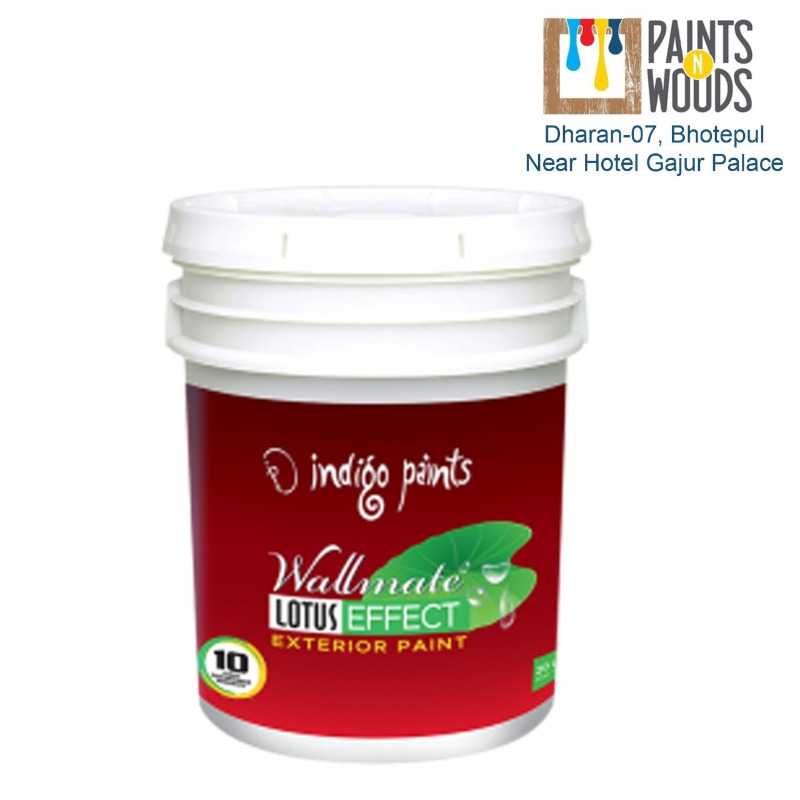 PAINTS
N
WOODS
Dharan-07, Bhotepul
Near Hotel Gajur Palace
indigo paints
Wallmate
LOTUS EFFECT
EXTERIOR PAINT
10